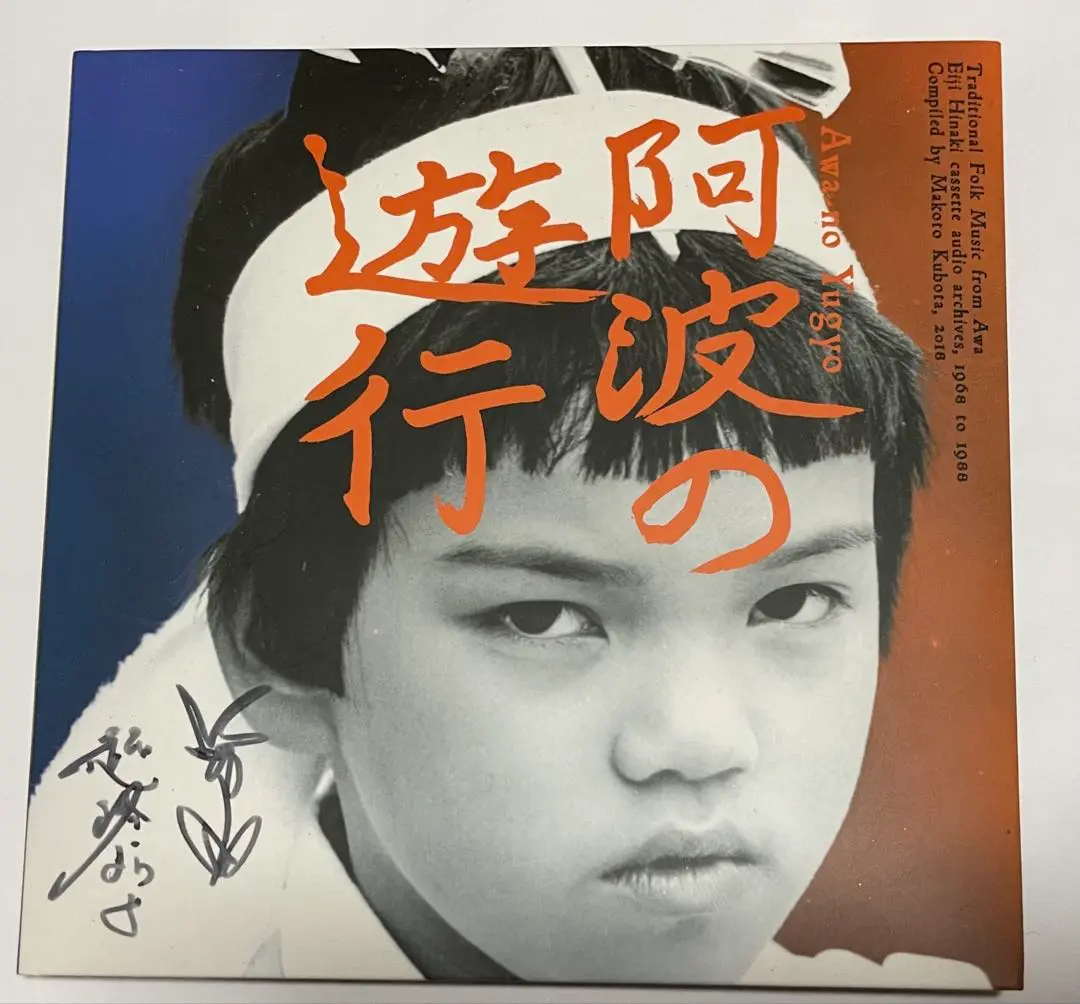 阿波の
遊行
Awa-no Yugyo
Traditional Folk Music from Awa
Eiji Hinaki cassette audio archives, 1968 to 1988
Compiled by Makoto Kubota, 2018